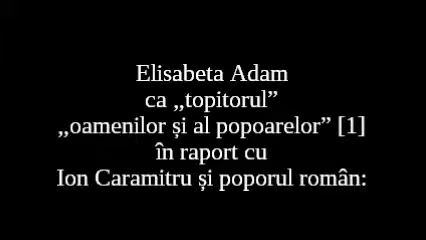 Elisabeta Adam
ca „topitorul”
„oamenilor și al popoarelor” [1]
în raport cu
Ion Caramitru și poporul român: